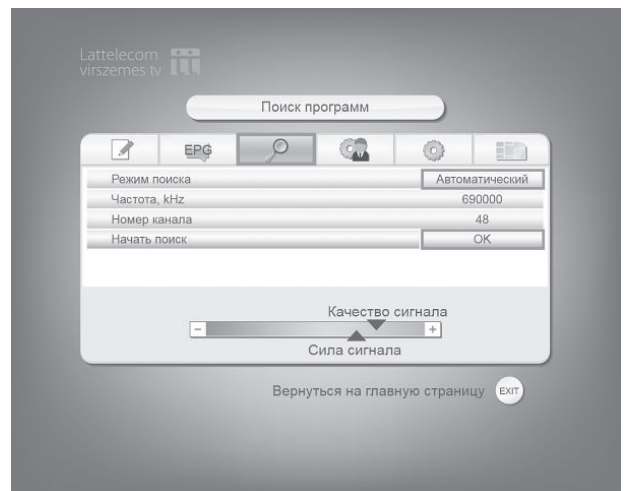 Lattelecom
virszemes tv
Поиск программ
EPG
Режим поиска Автоматический
Частота, kHz 690000
Номер канала 48
Начать поиск OK
Качество сигнала
- +
Сила сигнала
Вернуться на главную страницу EXIT